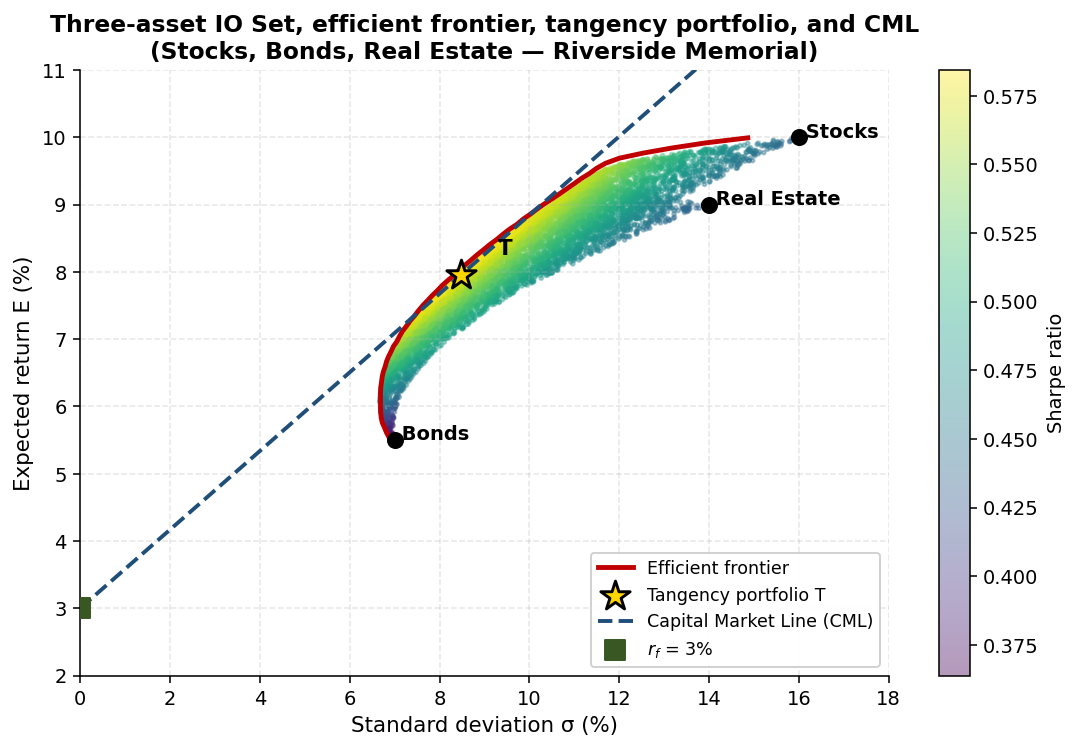 Three-asset IO Set, efficient frontier, tangency portfolio, and CML
(Stocks, Bonds, Real Estate — Riverside Memorial)
Expected return E (%)
11
10
9
8
7
6
5
4
3
2
0
2
4
6
8
10
12
14
16
18
Standard deviation σ (%)
Stocks
Real Estate
T
Bonds
Efficient frontier
Tangency portfolio T
Capital Market Line (CML)
r_f = 3%
0.575
0.550
0.525
0.500
0.475
0.450
0.425
0.400
0.375
Sharpe ratio